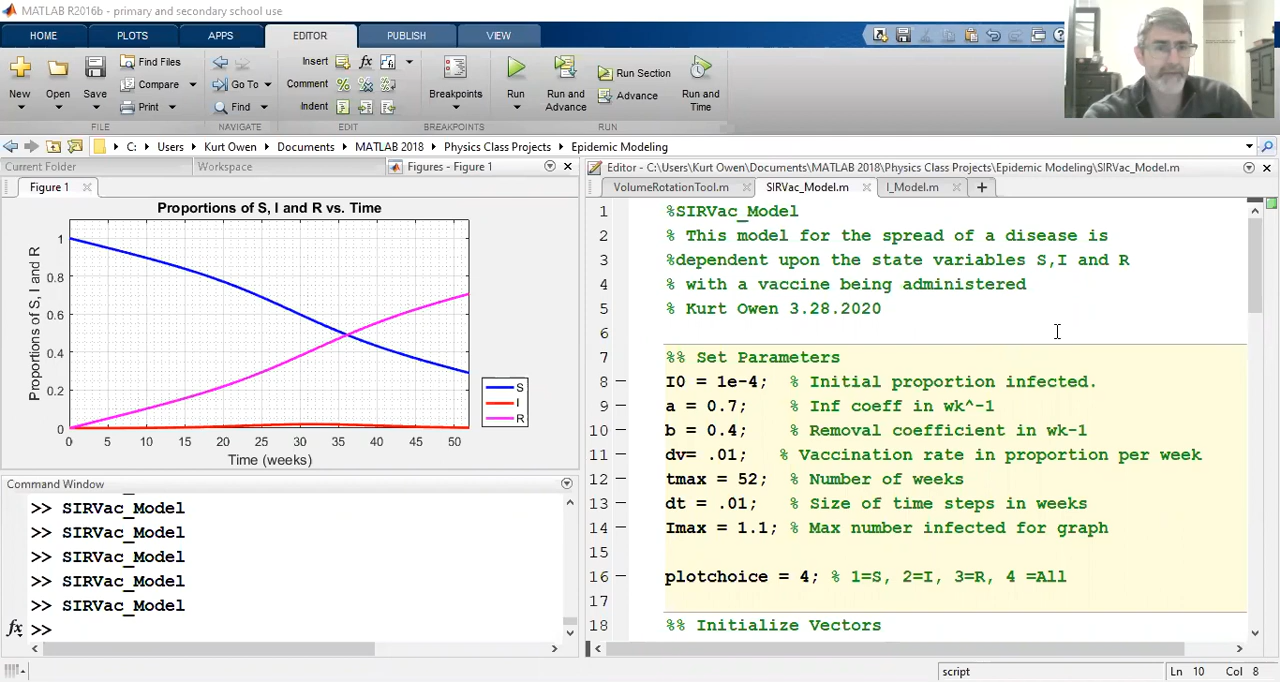 MATLAB R2016b - primary and secondary school use
HOME PLOTS APPS EDITOR PUBLISH VIEW
New Open Save Find Files Compare Print
Go To Find
Insert fx Comment Indent
Breakpoints Run Run and Advance Run Section Advance Run and Time
FILE NAVIGATE EDIT BREAKPOINTS RUN
C: Users Kurt Owen Documents MATLAB 2018 Physics Class Projects Epidemic Modeling
Current Folder Workspace Figures - Figure 1
Figure 1
Proportions of S, I and R vs. Time
Proportions of S, I and R
1
0.8
0.6
0.4
0.2
0
0 5 10 15 20 25 30 35 40 45 50
Time (weeks)
S
I
R
Command Window
>> SIRVac_Model
>> SIRVac_Model
>> SIRVac_Model
>> SIRVac_Model
>> SIRVac_Model
fx >>
Editor - C:\Users\Kurt Owen\Documents\MATLAB 2018\Physics Class Projects\Epidemic Modeling\SIRVac_Model.m
VolumeRotationTool.m SIRVac_Model.m I_Model.m
1 %SIRVac_Model
2 % This model for the spread of a disease is
3 %dependent upon the state variables S,I and R
4 % with a vaccine being administered
5 % Kurt Owen 3.28.2020
6
7 %% Set Parameters
8 I0 = 1e-4; % Initial proportion infected.
9 a = 0.7; % Inf coeff in wk^-1
10 b = 0.4; % Removal coefficient in wk-1
11 dv= .01; % Vaccination rate in proportion per week
12 tmax = 52; % Number of weeks
13 dt = .01; % Size of time steps in weeks
14 Imax = 1.1; % Max number infected for graph
15
16 plotchoice = 4; % 1=S, 2=I, 3=R, 4 =All
17
18 %% Initialize Vectors
script Ln 10 Col 8